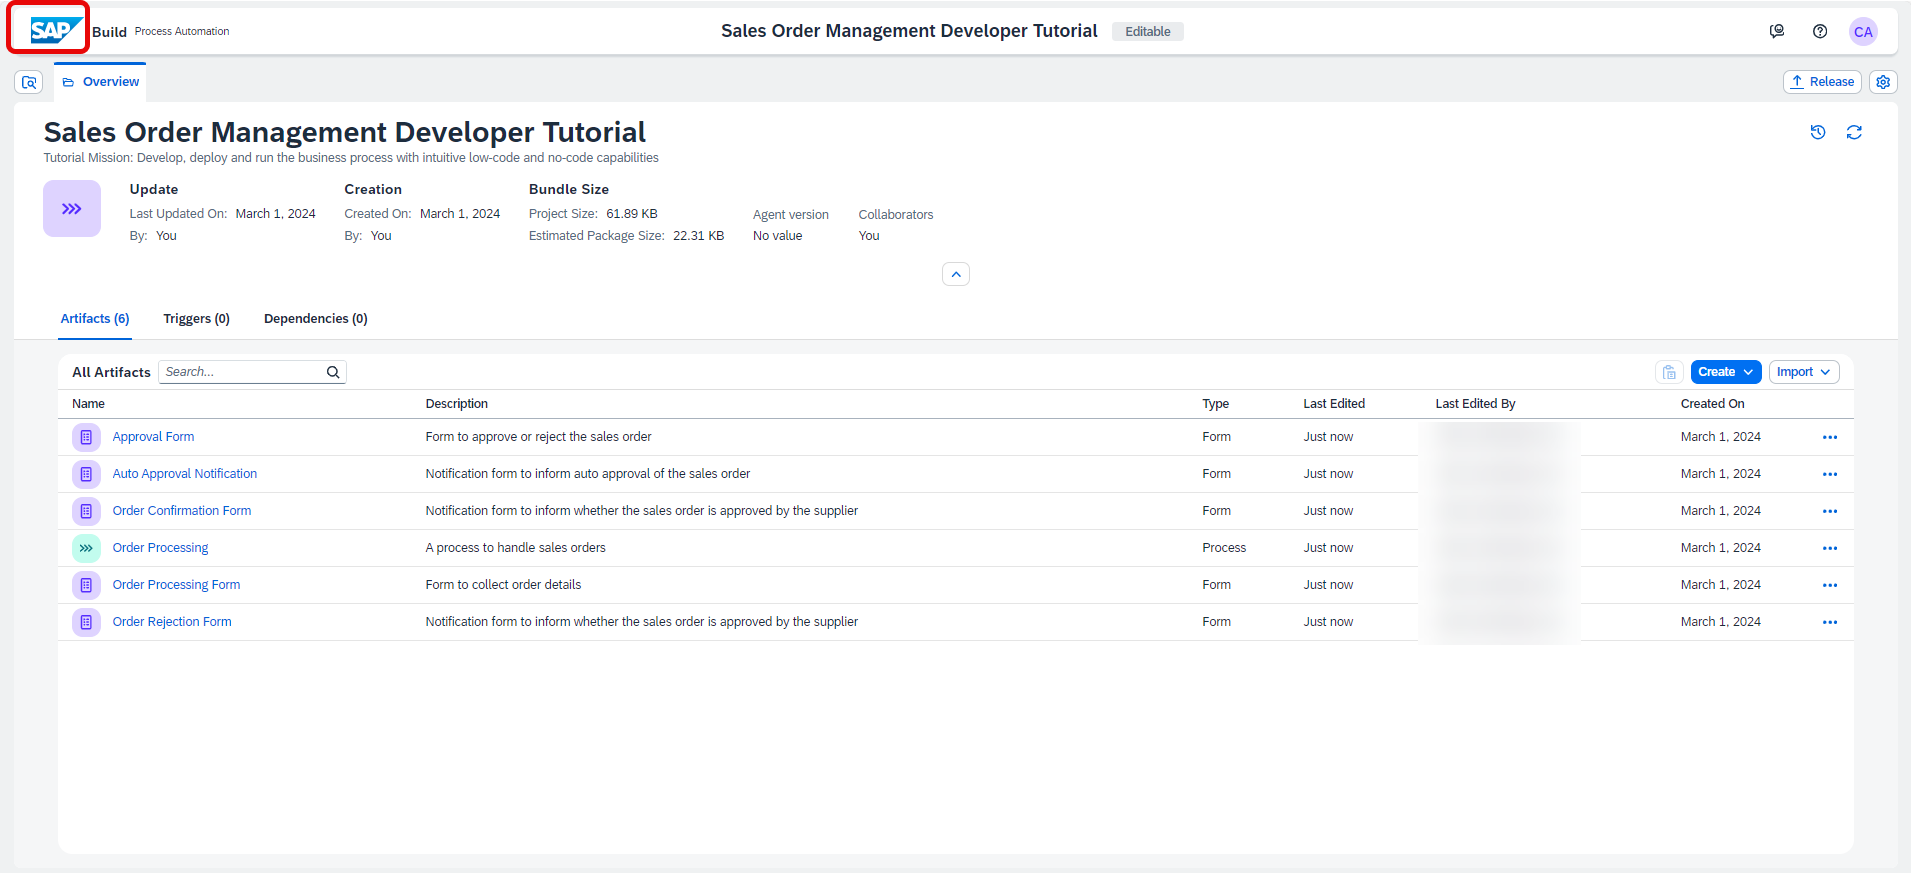 SAP Build Process Automation
Sales Order Management Developer Tutorial Editable
CA
Overview
Release
Sales Order Management Developer Tutorial
Tutorial Mission: Develop, deploy and run the business process with intuitive low-code and no-code capabilities
Update Creation Bundle Size
Last Updated On: March 1, 2024 Created On: March 1, 2024 Project Size: 61.89 KB Agent version Collaborators
By: You By: You Estimated Package Size: 22.31 KB No value You
Artifacts (6) Triggers (0) Dependencies (0)
All Artifacts Search... Create Import
Name Description Type Last Edited Last Edited By Created On
Approval Form Form to approve or reject the sales order Form Just now March 1, 2024
Auto Approval Notification Notification form to inform auto approval of the sales order Form Just now March 1, 2024
Order Confirmation Form Notification form to inform whether the sales order is approved by the supplier Form Just now March 1, 2024
Order Processing A process to handle sales orders Process Just now March 1, 2024
Order Processing Form Form to collect order details Form Just now March 1, 2024
Order Rejection Form Notification form to inform whether the sales order is approved by the supplier Form Just now March 1, 2024